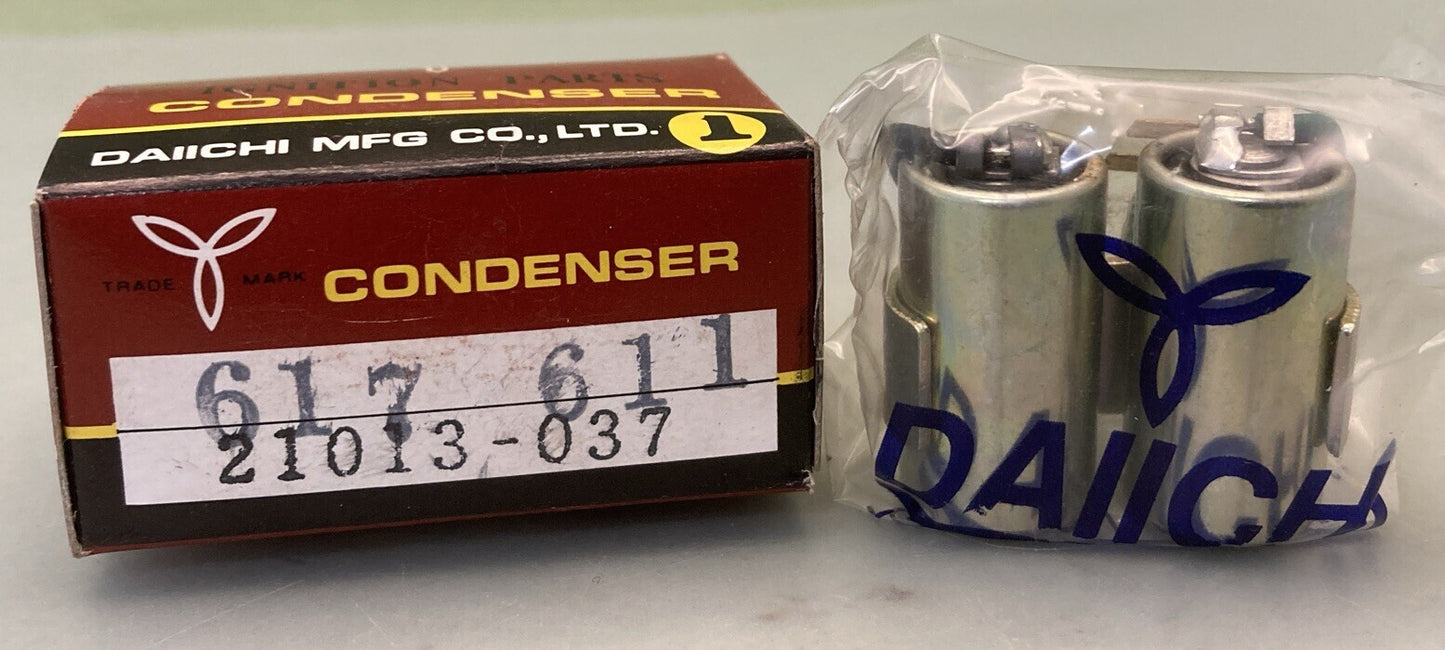 IGNITION PARTS
CONDENSER
DAIICHI MFG CO., LTD. 1
TRADE MARK
CONDENSER
617 611
21013-037
DAIICH